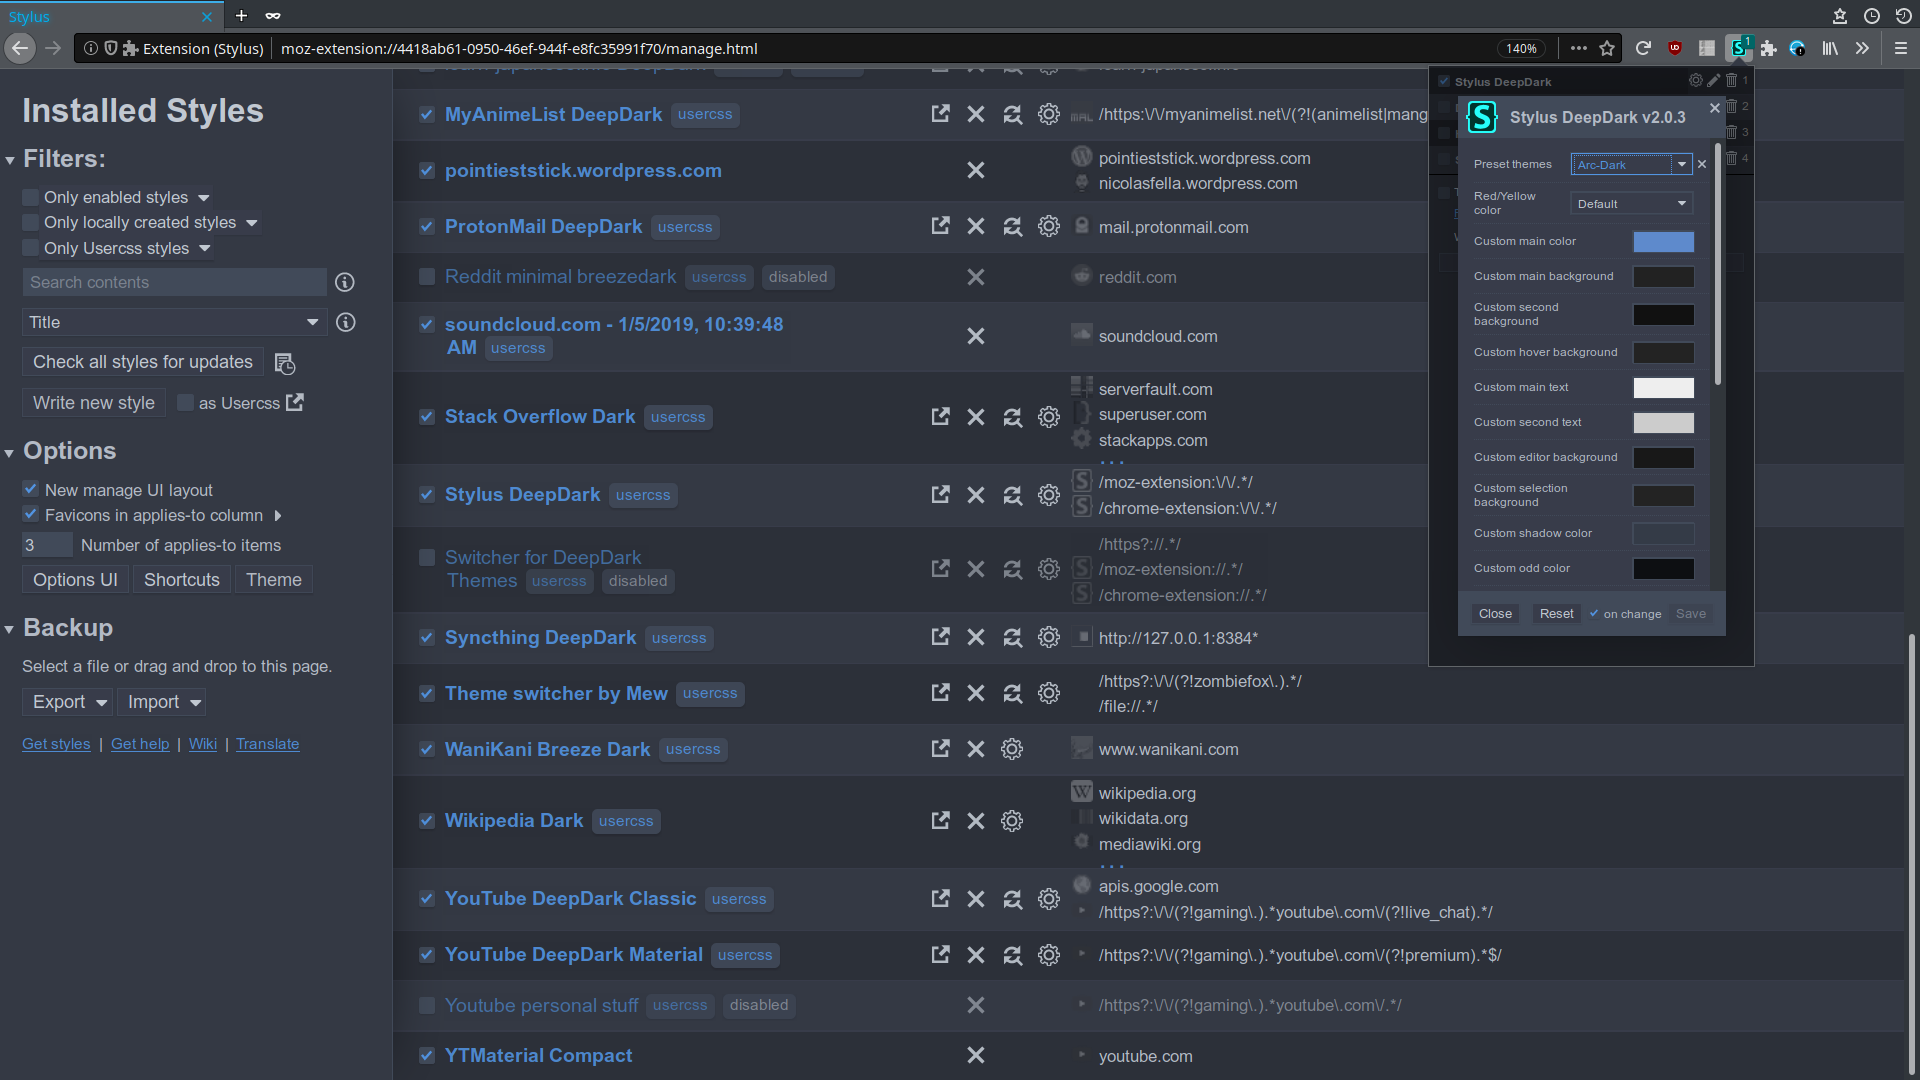 Stylus
Extension (Stylus)
moz-extension://4418ab61-0950-46ef-944f-e8fc35991f70/manage.html
140%
1
Installed Styles
Filters:
Only enabled styles
Only locally created styles
Only Usercss styles
Search contents
Title
Check all styles for updates
Write new style
as Usercss
Options
New manage UI layout
Favicons in applies-to column
3 Number of applies-to items
Options UI
Shortcuts
Theme
Backup
Select a file or drag and drop to this page.
Export
Import
Get styles | Get help | Wiki | Translate
MyAnimeList DeepDark usercss
/https:\/\/myanimelist.net\/(?!(animelist|mang
pointieststick.wordpress.com
pointieststick.wordpress.com
nicolasfella.wordpress.com
ProtonMail DeepDark usercss
mail.protonmail.com
Reddit minimal breezedark usercss disabled
reddit.com
soundcloud.com - 1/5/2019, 10:39:48
AM usercss
soundcloud.com
Stack Overflow Dark usercss
serverfault.com
superuser.com
stackapps.com
...
Stylus DeepDark usercss
/moz-extension:\/\/.*/
/chrome-extension:\/\/.*/
Switcher for DeepDark
Themes usercss disabled
/https?://.*/
/moz-extension://.*/
/chrome-extension://.*/
Syncthing DeepDark usercss
http://127.0.0.1:8384*
Theme switcher by Mew usercss
/https?:\/\/(?!zombiefox\.).*/
/file://.*/
WaniKani Breeze Dark usercss
www.wanikani.com
Wikipedia Dark usercss
wikipedia.org
wikidata.org
mediawiki.org
...
YouTube DeepDark Classic usercss
apis.google.com
/https?:\/\/(?!gaming\.).*youtube\.com\/(?!live_chat).*/
YouTube DeepDark Material usercss
/https?:\/\/(?!gaming\.).*youtube\.com\/(?!premium).*$/
Youtube personal stuff usercss disabled
/https?:\/\/(?!gaming\.).*youtube\.com\/.*/
YTMaterial Compact
youtube.com
Stylus DeepDark
1
2
3
4
Stylus DeepDark v2.0.3
Preset themes
Arc-Dark
Red/Yellow
color
Default
Custom main color
Custom main background
Custom second
background
Custom hover background
Custom main text
Custom second text
Custom editor background
Custom selection
background
Custom shadow color
Custom odd color
Close
Reset
on change
Save